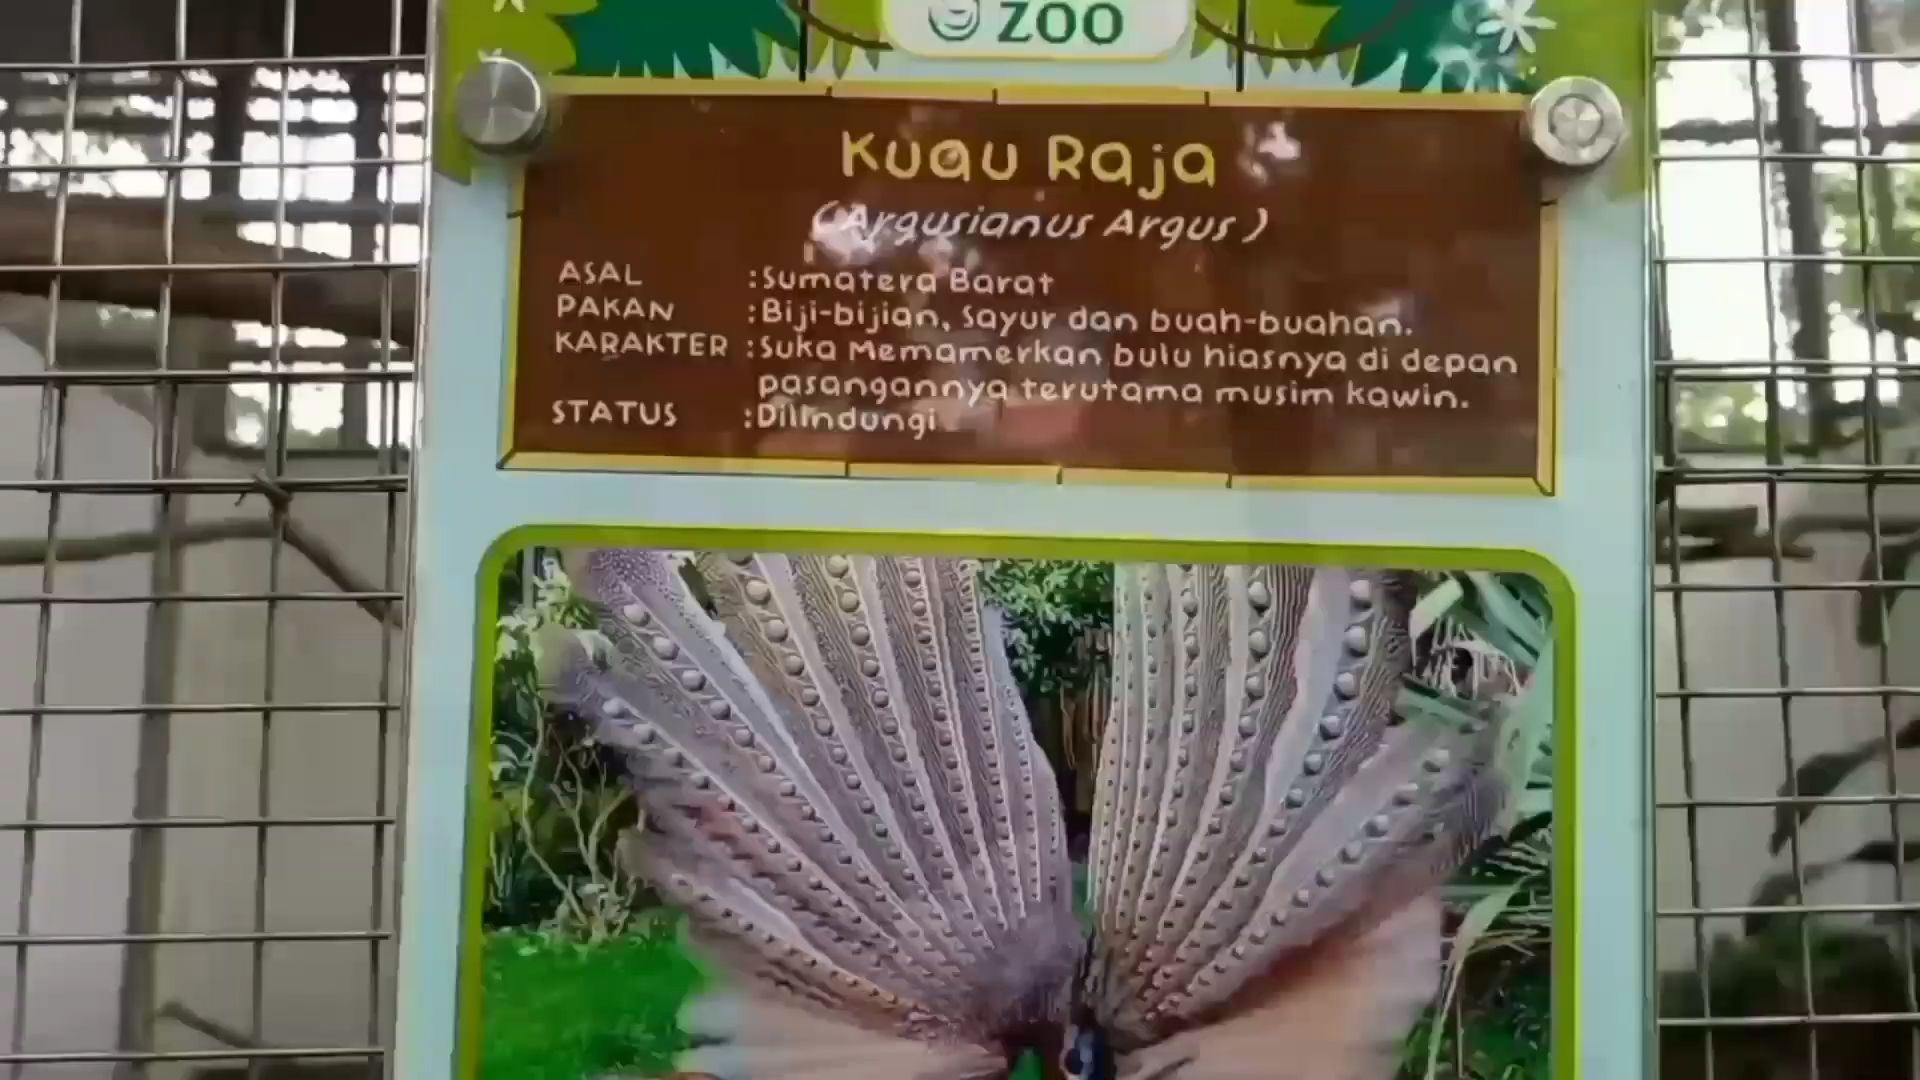 ZOO
Kuau Raja
(Argusianus Argus)
ASAL :Sumatera Barat
PAKAN :Biji-bijian, Sayur dan buah-buahan.
KARAKTER :Suka Memamerkan bulu hiasnya di depan
pasangannya terutama musim kawin.
STATUS :Dilindungi